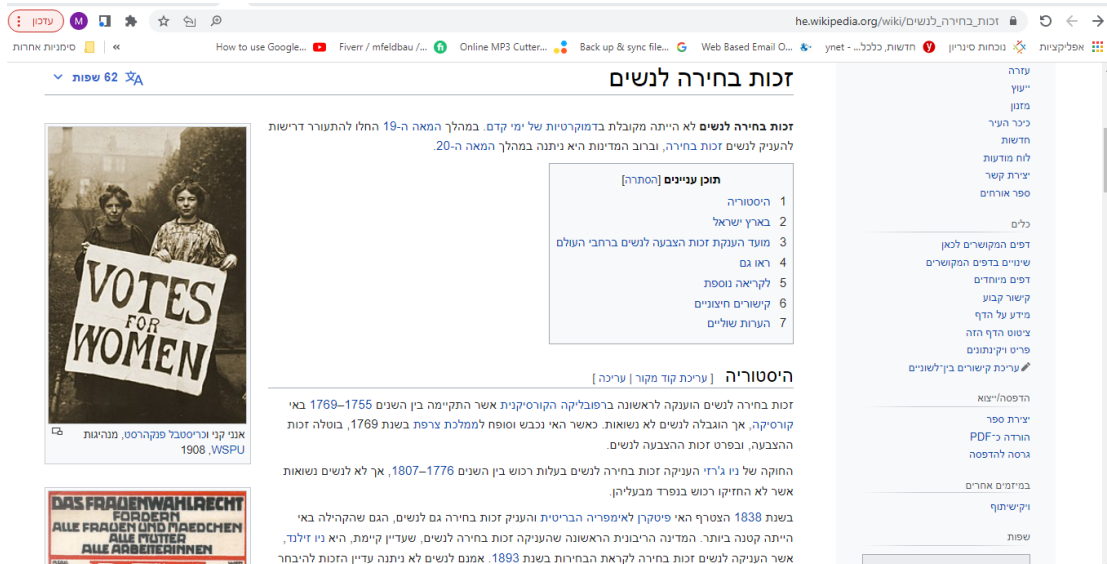 עדכון
M
he.wikipedia.org/wiki/זכות_בחירה_לנשים
אפליקציות
נוכחות סינריון
ynet - חדשות, כלכל...
Web Based Email O...
Back up & sync file...
Online MP3 Cutter...
Fiverr / mfeldbau /...
How to use Google...
»
סימניות אחרות
עזרה
ייעוץ
מזנון
כיכר העיר
חדשות
לוח מודעות
יצירת קשר
ספר אורחים
כלים
דפים המקושרים לכאן
שינויים בדפים המקושרים
דפים מיוחדים
קישור קבוע
מידע על הדף
ציטוט הדף הזה
פריט ויקינתונים
עריכת קישורים בין־לשוניים
הדפסה/ייצוא
יצירת ספר
הורדה כ־PDF
גרסה להדפסה
במיזמים אחרים
ויקישיתוף
שפות
זכות בחירה לנשים
62 שפות
זכות בחירה לנשים לא הייתה מקובלת בדמוקרטיות של ימי קדם. במהלך המאה ה-19 החלו להתעורר דרישות
להעניק לנשים זכות בחירה, וברוב המדינות היא ניתנה במהלך המאה ה-20.
תוכן עניינים [הסתרה]
1 היסטוריה
2 בארץ ישראל
3 מועד הענקת זכות הצבעה לנשים ברחבי העולם
4 ראו גם
5 לקריאה נוספת
6 קישורים חיצוניים
7 הערות שוליים
היסטוריה [ עריכת קוד מקור | עריכה ]
זכות בחירה לנשים הוענקה לראשונה ברפובליקה הקורסיקנית אשר התקיימה בין השנים 1755–1769 באי
קורסיקה, אך הוגבלה לנשים לא נשואות. כאשר האי נכבש וסופח לממלכת צרפת בשנת 1769, בוטלה זכות
ההצבעה, ובפרט זכות ההצבעה לנשים.
החוקה של ניו ג'רזי העניקה זכות בחירה לנשים בעלות רכוש בין השנים 1776–1807, אך לא לנשים נשואות
אשר לא החזיקו רכוש בנפרד מבעליהן.
בשנת 1838 הצטרף האי פיטקרן לאימפריה הבריטית והעניק זכות בחירה גם לנשים, הגם שהקהילה באי
הייתה קטנה ביותר. המדינה הריבונית הראשונה שהעניקה זכות בחירה לנשים, שעדיין קיימת, היא ניו זילנד,
אשר העניקה לנשים זכות בחירה לקראת הבחירות בשנת 1893. אמנם לנשים לא ניתנה עדיין הזכות להיבחר
VOTES
FOR
WOMEN
אנני קני וכריסטבל פנקהרסט, מנהיגות
WSPU, 1908
DAS FRAUENWAHLRECHT
FORDERN
ALLE FRAUEN UND MAEDCHEN
ALLE MUTTER
ALLE ARBEITERINNEN